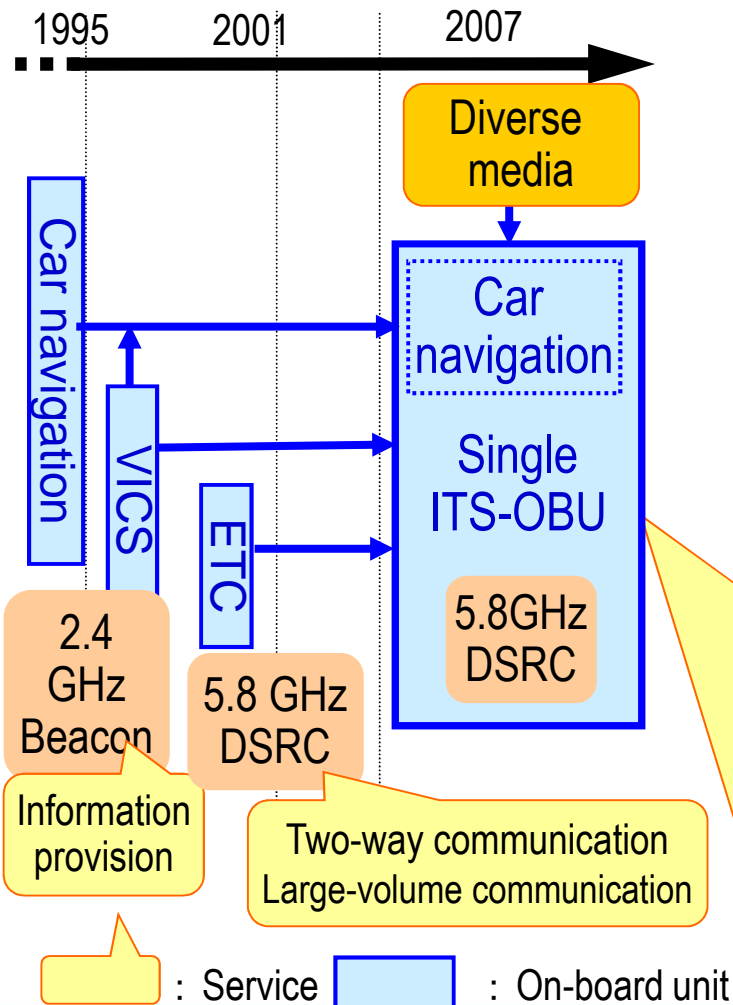 1995 2001 2007
Diverse
media
Car navigation
Car
navigation
VICS
Single
ITS-OBU
ETC
2.4
GHz
Beacon
5.8 GHz
DSRC
5.8GHz
DSRC
Information
provision
Two-way communication
Large-volume communication
: Service
: On-board unit